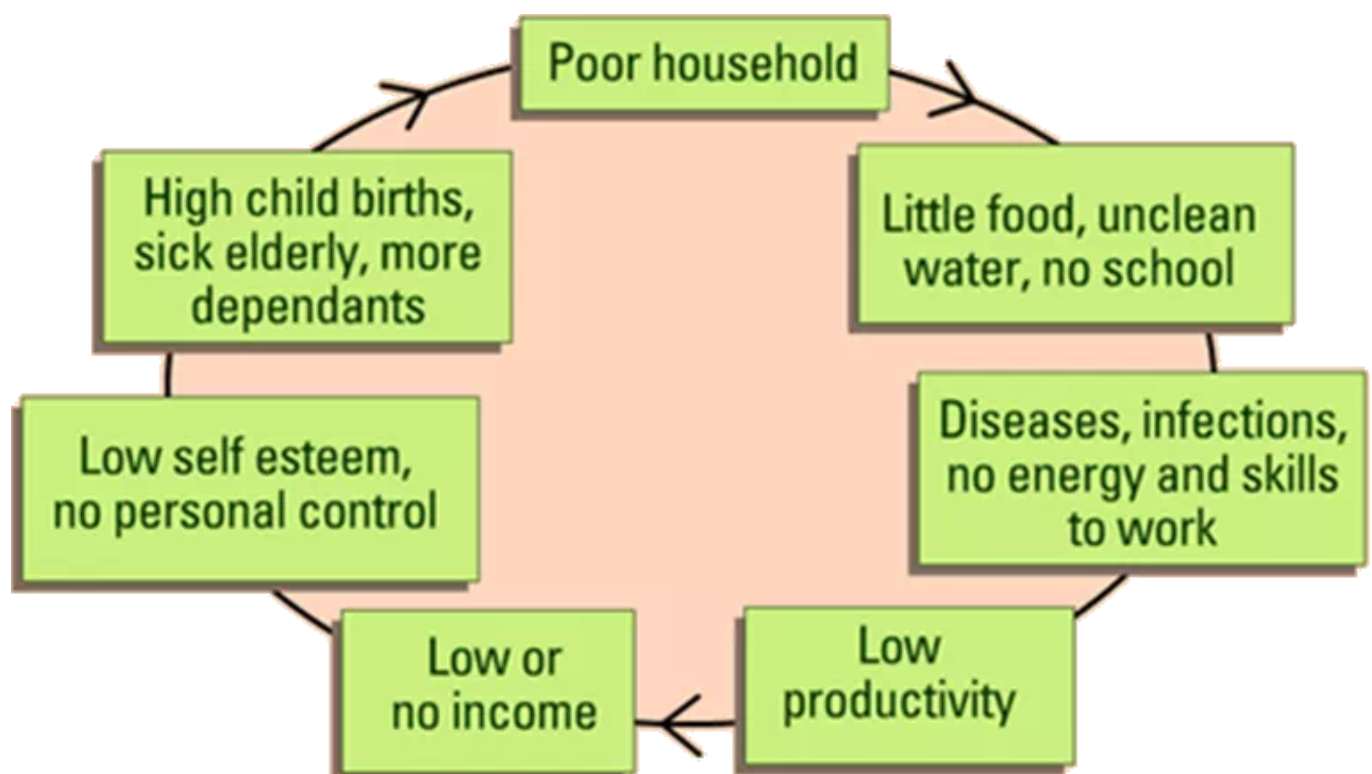 Poor household
Little food, unclean
water, no school
Diseases, infections,
no energy and skills
to work
Low
productivity
Low or
no income
Low self esteem,
no personal control
High child births,
sick elderly, more
dependants